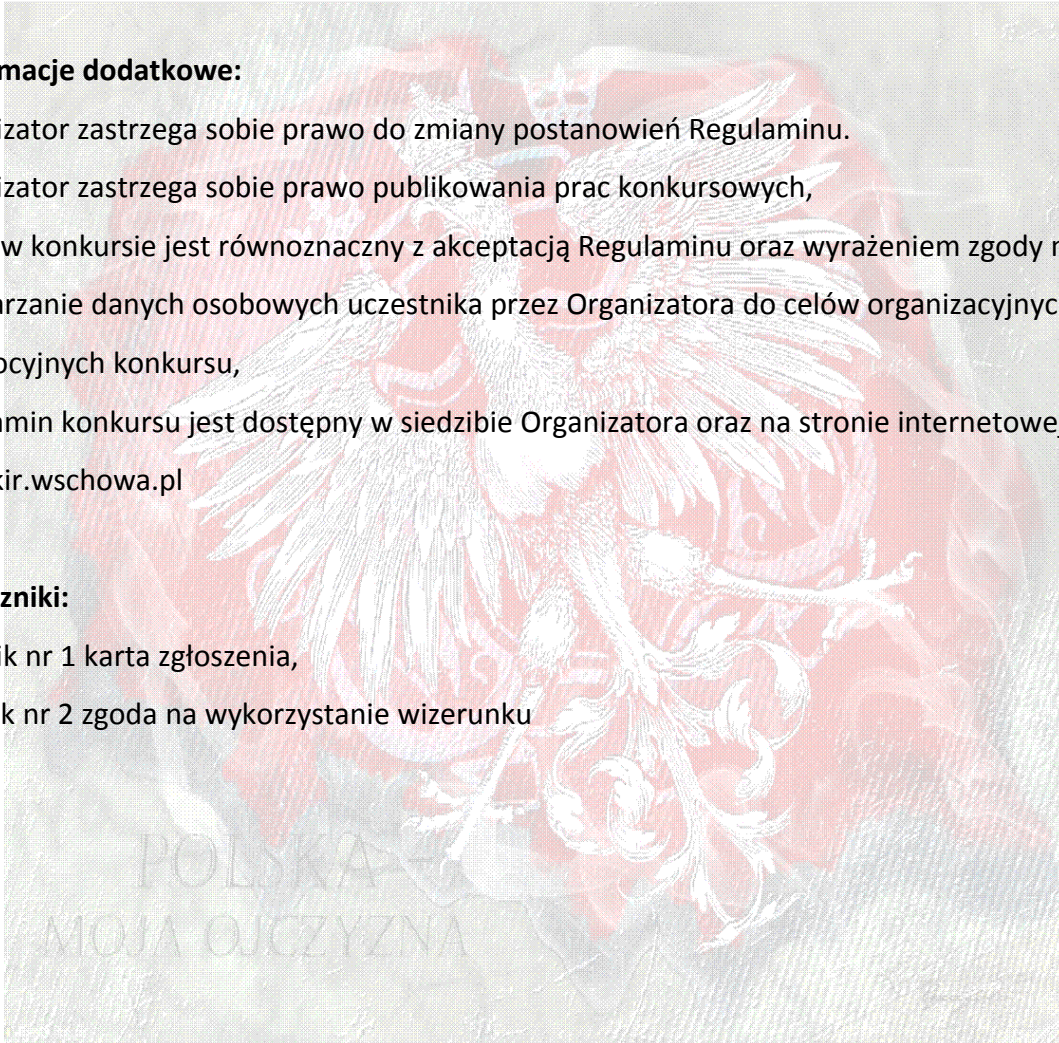 macje dodatkowe:
izator zastrzega sobie prawo do zmiany postanowień Regulaminu.
izator zastrzega sobie prawo publikowania prac konkursowych,
w konkursie jest równoznaczny z akceptacją Regulaminu oraz wyrażeniem zgody n
arzanie danych osobowych uczestnika przez Organizatora do celów organizacyjnyc
ocyjnych konkursu,
amin konkursu jest dostępny w siedzibie Organizatora oraz na stronie internetowej
kir.wschowa.pl
zniki:
ik nr 1 karta zgłoszenia,
k nr 2 zgoda na wykorzystanie wizerunku
POLSKA -
MOJA OJCZYZNA